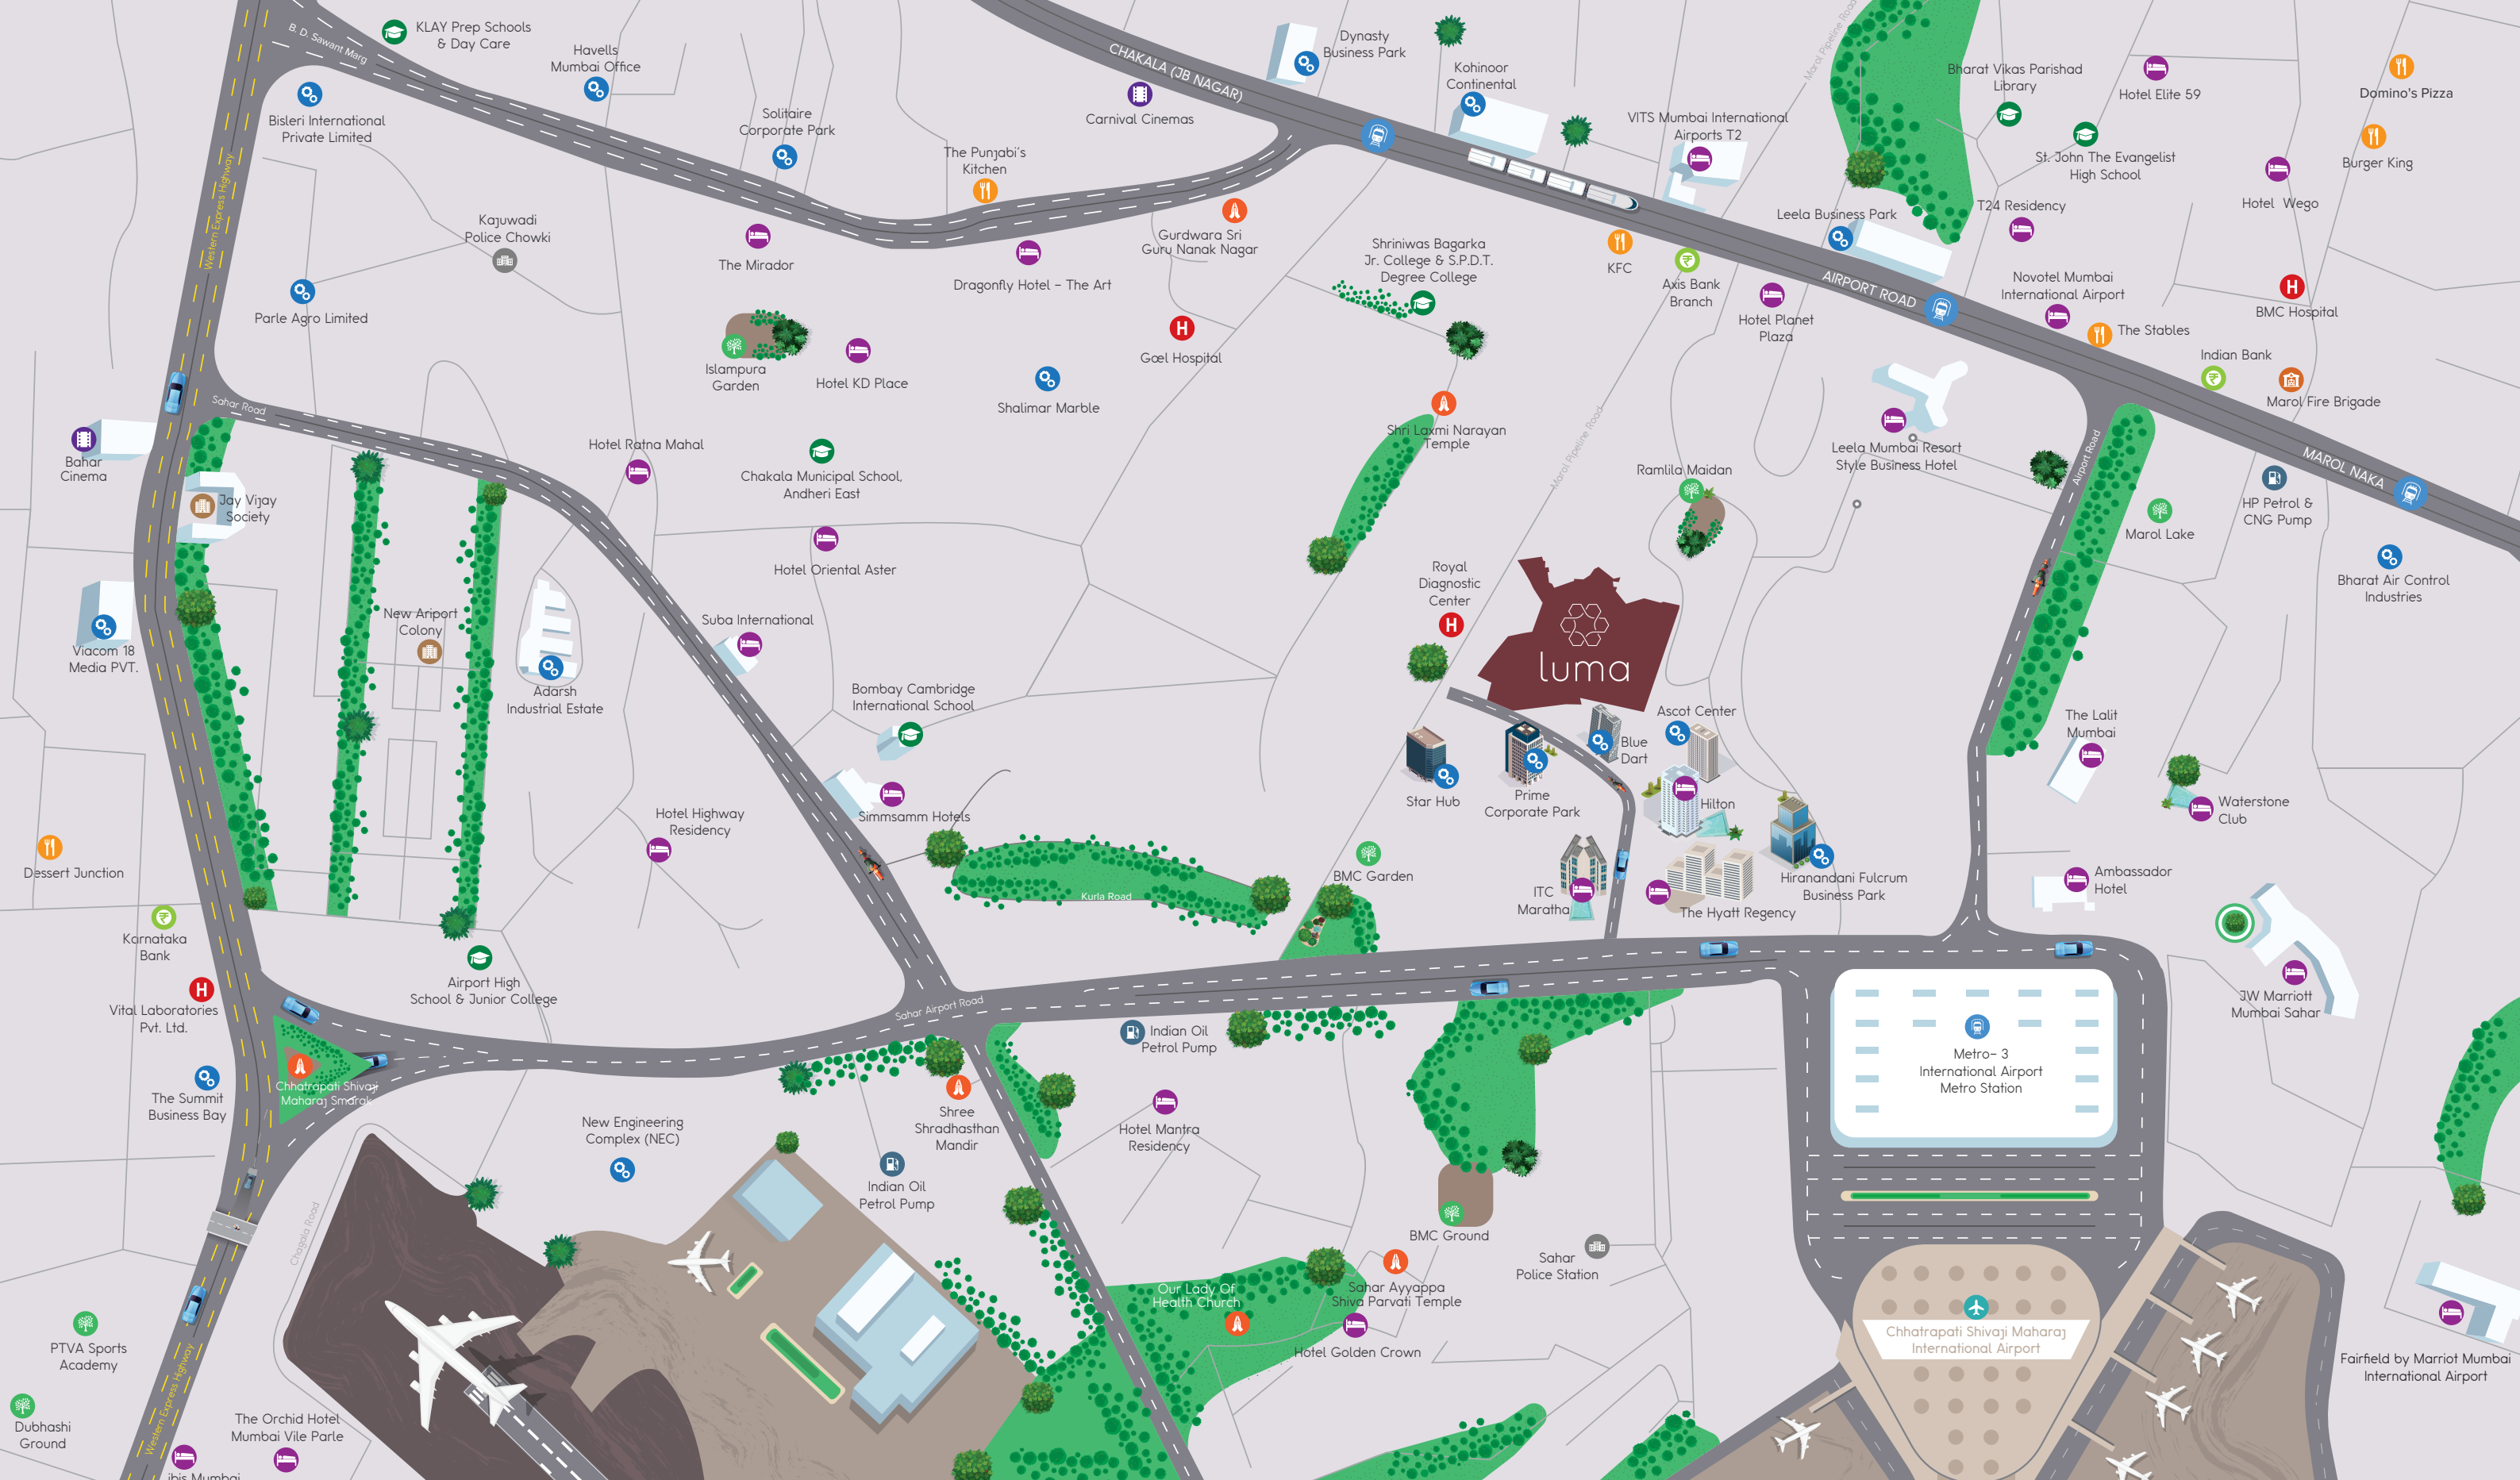 B. D. Sawant Marg
KLAY Prep Schools
& Day Care
Havells
Mumbai Office
Bisleri International
Private Limited
Solitaire
Corporate Park
The Punjabi's
Kitchen
CHAKALA (JB NAGAR)
Carnival Cinemas
Dynasty
Business Park
Kohinoor
Continental
VITS Mumbai International
Airports T2
Marol Pipeline Road
Bharat Vikas Parishad
Library
Hotel Elite 59
Domino's Pizza
Burger King
St. John The Evangelist
High School
Hotel Wego
T24 Residency
Leela Business Park
Western Express Highway
Kajuwadi
Police Chowki
The Mirador
Dragonfly Hotel - The Art
Gurdwara Sri
Guru Nanak Nagar
Shriniwas Bagarka
Jr. College & S.P.D.T.
Degree College
KFC
Axis Bank
Branch
AIRPORT ROAD
Novotel Mumbai
International Airport
BMC Hospital
Parle Agro Limited
Hotel Planet
Plaza
The Stables
Indian Bank
Marol Fire Brigade
Islampura
Garden
Hotel KD Place
Goel Hospital
Shalimar Marble
Sahar Road
Bahar
Cinema
Jay Vijay
Society
Hotel Ratna Mahal
Chakala Municipal School,
Andheri East
Shri Laxmi Narayan
Temple
Marol Pipeline Road
Ramlila Maidan
Leela Mumbai Resort
Style Business Hotel
Airport Road
MAROL NAKA
HP Petrol &
CNG Pump
Marol Lake
Bharat Air Control
Industries
Hotel Oriental Aster
Royal
Diagnostic
Center
luma
Viacom 18
Media PVT.
New Ariport
Colony
Suba International
Adarsh
Industrial Estate
Bombay Cambridge
International School
Ascot Center
Blue
Dart
The Lalit
Mumbai
Star Hub
Prime
Corporate Park
Hilton
Waterstone
Club
Simmsamm Hotels
Hotel Highway
Residency
Dessert Junction
Kurla Road
BMC Garden
ITC
Maratha
The Hyatt Regency
Hiranandani Fulcrum
Business Park
Ambassador
Hotel
Karnataka
Bank
Airport High
School & Junior College
Vital Laboratories
Pvt. Ltd.
Sahar Airport Road
Indian Oil
Petrol Pump
JW Marriott
Mumbai Sahar
Metro- 3
International Airport
Metro Station
Chhatrapati Shivaji
Maharaj Smarak
The Summit
Business Bay
New Engineering
Complex (NEC)
Shree
Shradhasthan
Mandir
Hotel Mantra
Residency
Indian Oil
Petrol Pump
Chagala Road
BMC Ground
Sahar
Police Station
Our Lady Of
Health Church
Sahar Ayyappa
Shiva Parvati Temple
Hotel Golden Crown
Chhatrapati Shivaji Maharaj
International Airport
Fairfield by Marriot Mumbai
International Airport
PTVA Sports
Academy
Western Express Highway
Dubhashi
Ground
The Orchid Hotel
Mumbai Vile Parle
ibis Mumbai